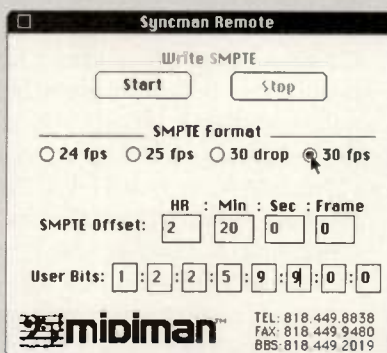 Syncman Remote
Write SMPTE
Start Stop
SMPTE Format
24 fps 25 fps 30 drop 30 fps
HR : Min : Sec : Frame
SMPTE Offset: 2 20 0 0
User Bits: 1 : 2 : 2 : 5 : 9 : 9 : 0 : 0
midiman™
TEL: 818.449.8838
FAX: 818.449.9480
BBS: 818.449.2019